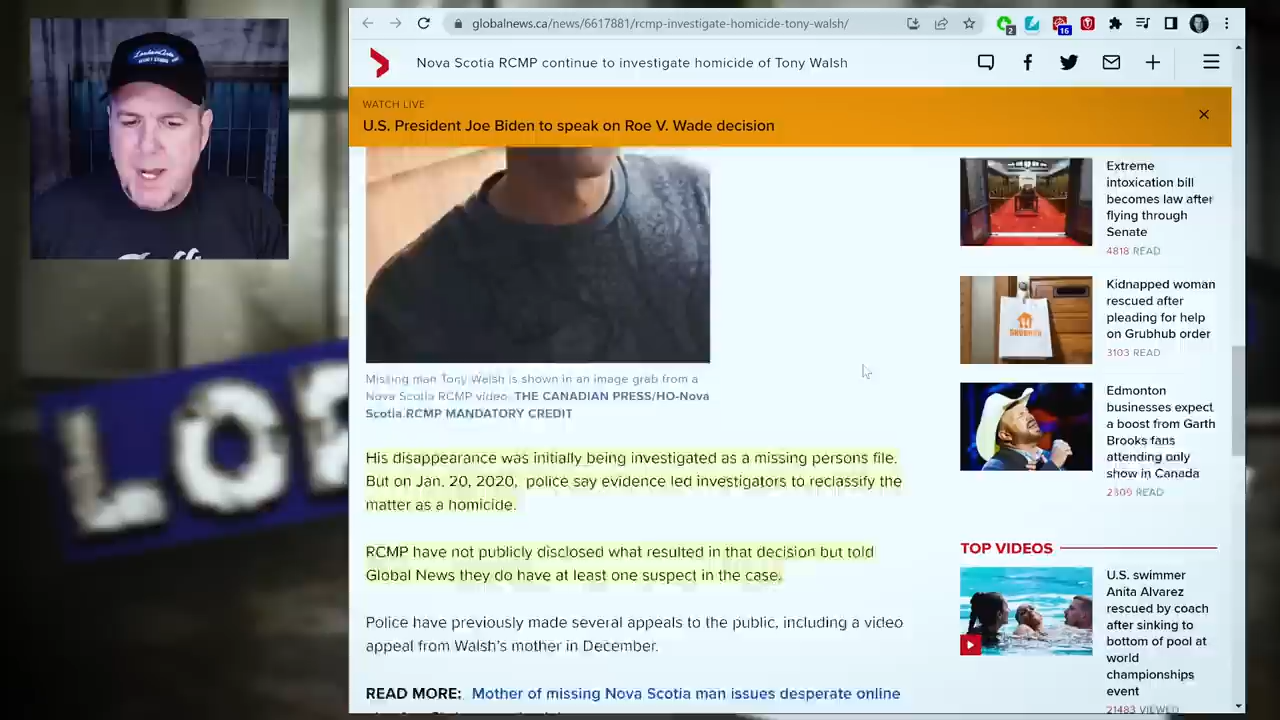 globalnews.ca/news/6617881/rcmp-investigate-homicide-tony-walsh/
2
16
Nova Scotia RCMP continue to investigate homicide of Tony Walsh
WATCH LIVE
U.S. President Joe Biden to speak on Roe V. Wade decision
Missing man Tony Walsh is shown in an image grab from a
Nova Scotia RCMP video. THE CANADIAN PRESS/HO-Nova
Scotia RCMP MANDATORY CREDIT
His disappearance was initially being investigated as a missing persons file.
But on Jan. 20, 2020, police say evidence led investigators to reclassify the
matter as a homicide.
RCMP have not publicly disclosed what resulted in that decision but told
Global News they do have at least one suspect in the case.
Police have previously made several appeals to the public, including a video
appeal from Walsh's mother in December.
READ MORE: Mother of missing Nova Scotia man issues desperate online
Extreme
intoxication bill
becomes law after
flying through
Senate
4818 READ
Kidnapped woman
rescued after
pleading for help
on Grubhub order
3103 READ
GRUBHUB
Edmonton
businesses expect
a boost from Garth
Brooks fans
attending only
show in Canada
2309 READ
TOP VIDEOS
U.S. swimmer
Anita Alvarez
rescued by coach
after sinking to
bottom of pool at
world
championships
event
21483 VIEWED